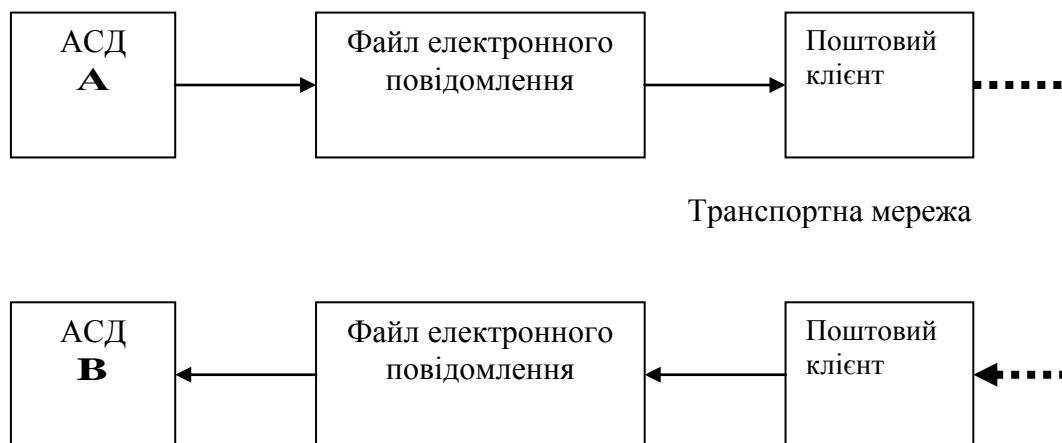 АСД
А
Файл електронного
повідомлення
Поштовий
клієнт
Транспортна мережа
АСД
В
Файл електронного
повідомлення
Поштовий
клієнт